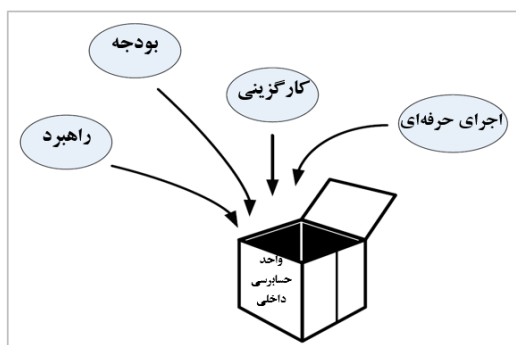 بودجه
کارگزینی
اجرای حرفه‌ای
راهبرد
واحد
حسابرسی
داخلی